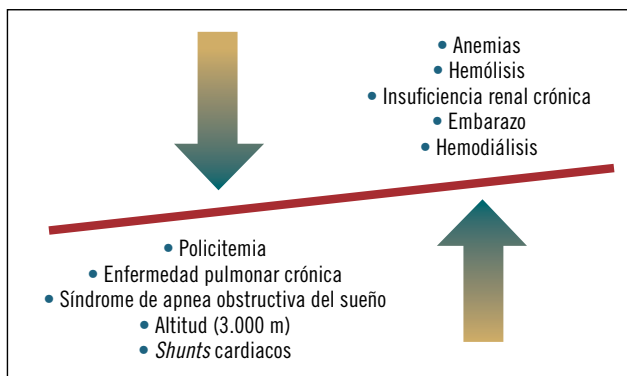 • Anemias
• Hemólisis
• Insuficiencia renal crónica
• Embarazo
• Hemodiálisis
• Policitemia
• Enfermedad pulmonar crónica
• Síndrome de apnea obstructiva del sueño
• Altitud (3.000 m)
• Shunts cardiacos